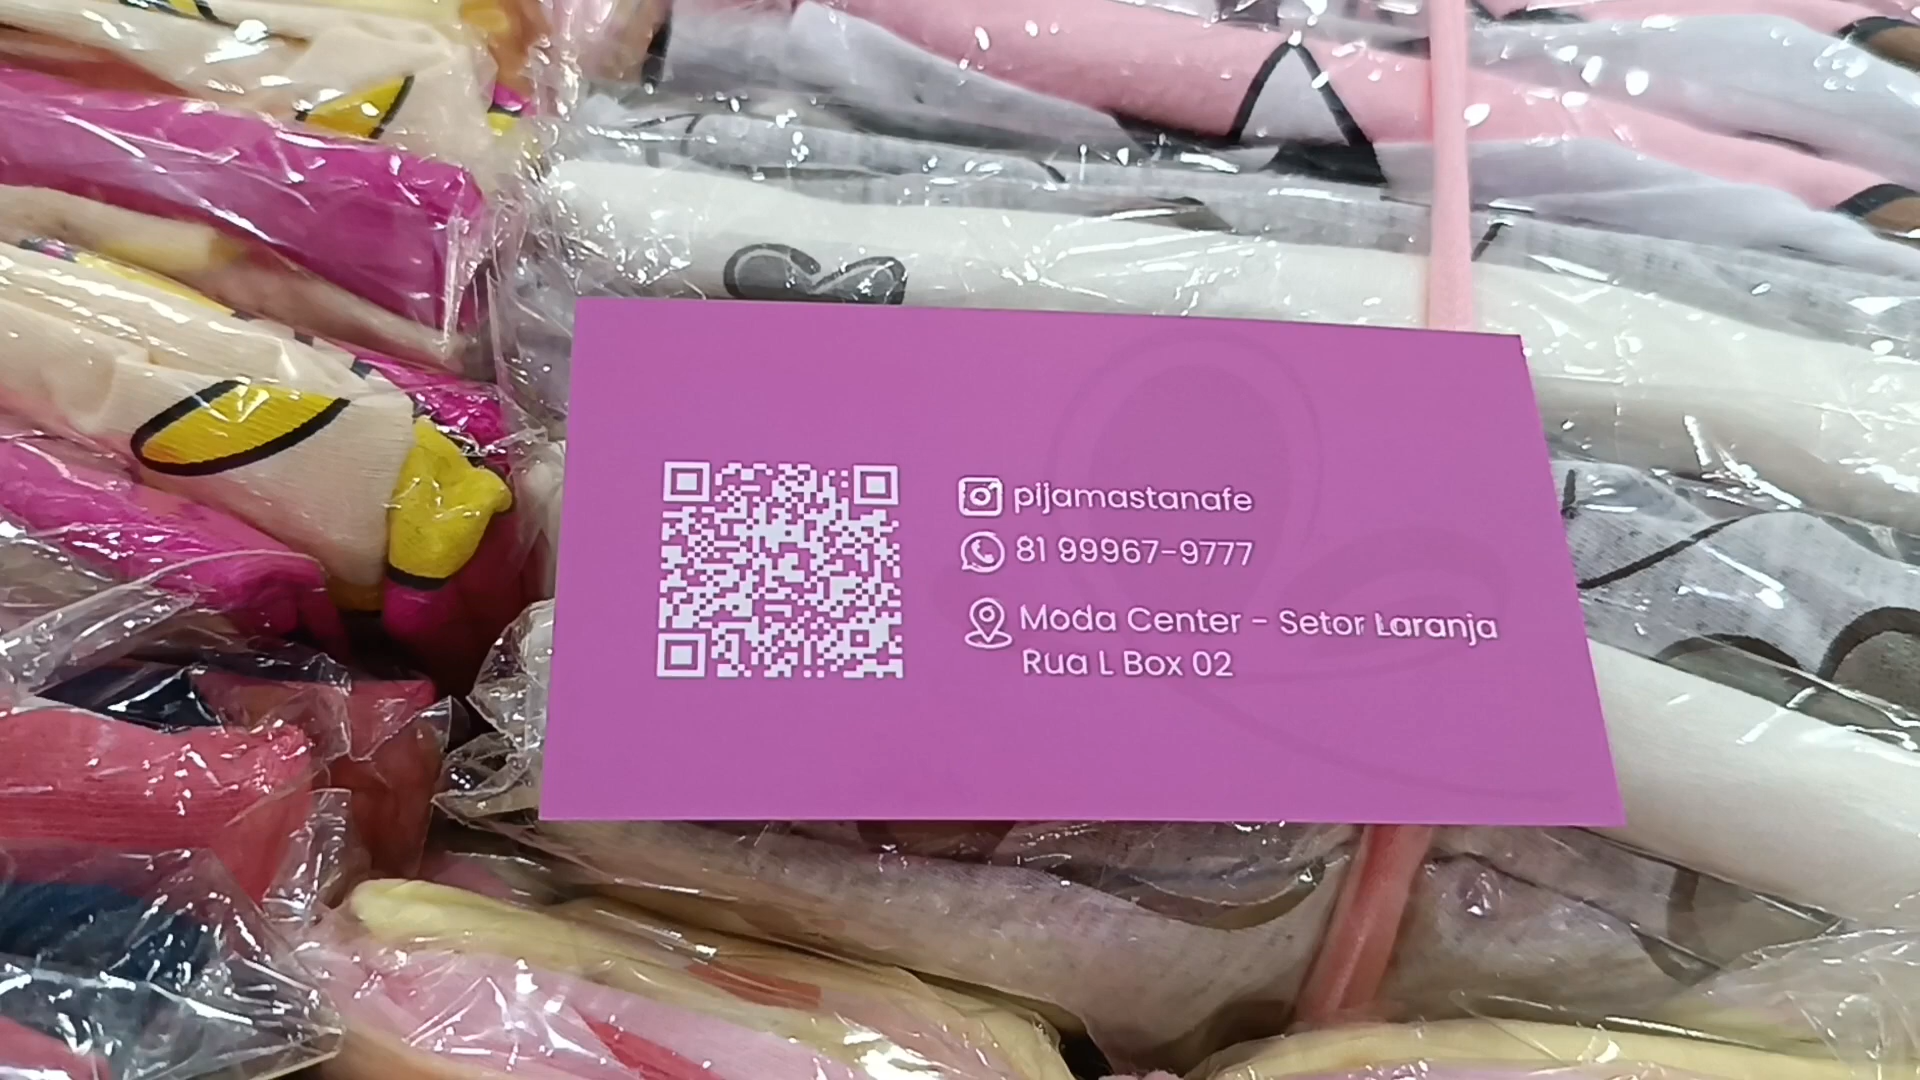 pijamastanafe
81 99967-9777
Moda Center - Setor Laranja
Rua L Box 02